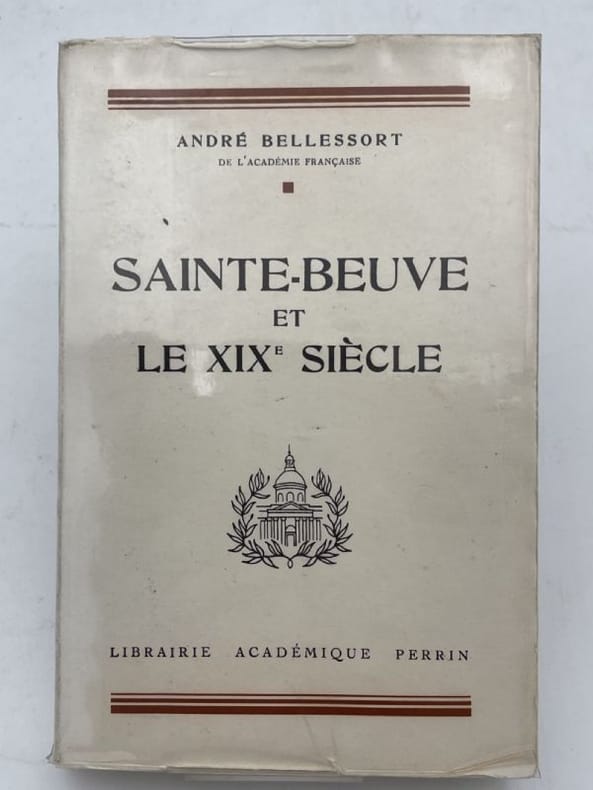 ANDRÉ BELLESSORT
DE L'ACADÉMIE FRANÇAISE
SAINTE-BEUVE
ET
LE XIXE SIÈCLE
LIBRAIRIE ACADÉMIQUE PERRIN